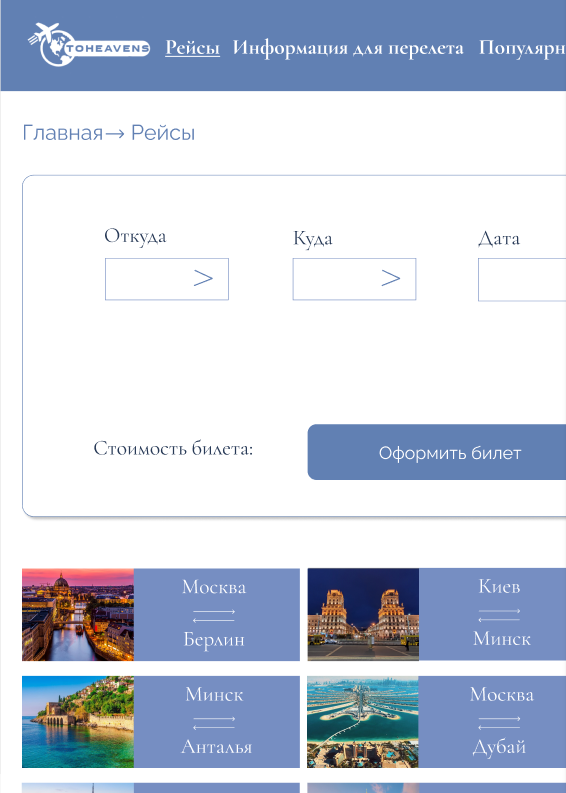 TOHEAVENS Рейсы Информация для перелета Популярн
Главная→ Рейсы
Откуда Куда Дата
> >
Стоимость билета: Оформить билет
Москва
Берлин
Киев
Минск
Минск
Анталья
Москва
Дубай